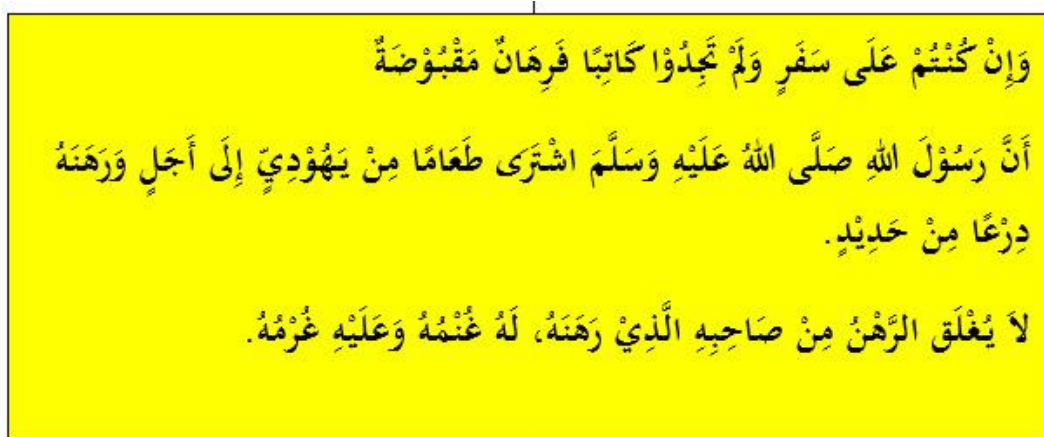 وَإِنْ كُنْتُمْ عَلَى سَفَرٍ وَلَمْ تَجِدُوْا كَاتِبًا فَرِهَانٌ مَقْبُوْضَةٌ
أَنَّ رَسُوْلَ اللهِ صَلَّى اللهُ عَلَيْهِ وَسَلَّمَ اشْتَرَى طَعَامًا مِنْ يَهُوْدِيٍّ إِلَى أَجَلٍ وَرَهَنَهُ
دِرْعًا مِنْ حَدِيْدٍ.
لاَ يُغْلَق الرَّهْنُ مِنْ صَاحِبِهِ الَّذِيْ رَهَنَهُ، لَهُ غُنْمُهُ وَعَلَيْهِ غُرْمُهُ.